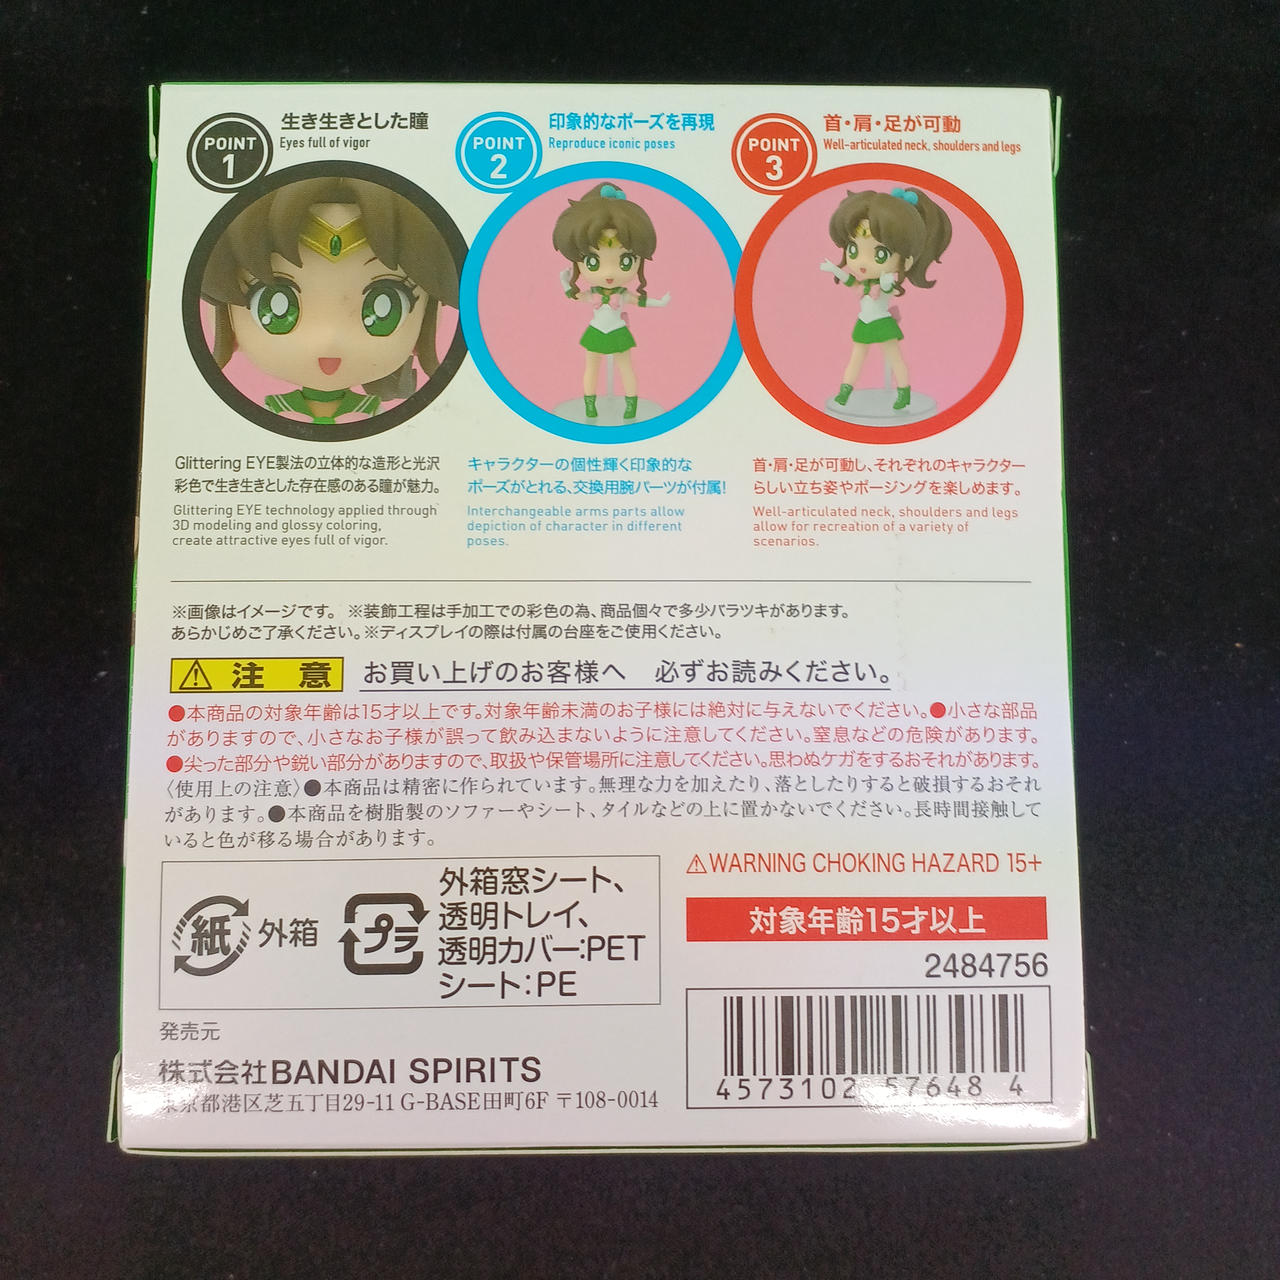 POINT
1
生き生きとした瞳
Eyes full of vigor
POINT
2
印象的なポーズを再現
Reproduce iconic poses
POINT
3
首・肩・足が可動
Well-articulated neck, shoulders and legs
Glittering EYE製法の立体的な造形と光沢
彩色で生き生きとした存在感のある瞳が魅力。
Glittering EYE technology applied through
3D modeling and glossy coloring,
create attractive eyes full of vigor.
キャラクターの個性輝く印象的な
ポーズがとれる、交換用腕パーツが付属!
Interchangeable arms parts allow
depiction of character in different
poses.
首・肩・足が可動し、それぞれのキャラクター
らしい立ち姿やポージングを楽しめます。
Well-articulated neck, shoulders and legs
allow for recreation of a variety of
scenarios.
※画像はイメージです。 ※装飾工程は手加工での彩色の為、商品個々で多少バラツキがあります。
あらかじめご了承ください。※ディスプレイの際は付属の台座をご使用ください。
⚠注 意 お買い上げのお客様へ 必ずお読みください。
●本商品の対象年齢は15才以上です。対象年齢未満のお子様には絶対に与えないでください。●小さな部品
がありますので、小さなお子様が誤って飲み込まないように注意してください。窒息などの危険があります。
●尖った部分や鋭い部分がありますので、取扱や保管場所に注意してください。思わぬケガをするおそれがあります。
〈使用上の注意〉●本商品は精密に作られています。無理な力を加えたり、落としたりすると破損するおそれ
があります。●本商品を樹脂製のソファーやシート、タイルなどの上に置かないでください。長時間接触して
いると色が移る場合があります。
紙 外箱
プラ
外箱窓シート、
透明トレイ、
透明カバー:PET
シート:PE
⚠WARNING CHOKING HAZARD 15+
対象年齢15才以上
2484756
4573102 57648 4
発売元
株式会社BANDAI SPIRITS
東京都港区芝五丁目29-11 G-BASE田町6F 〒108-0014